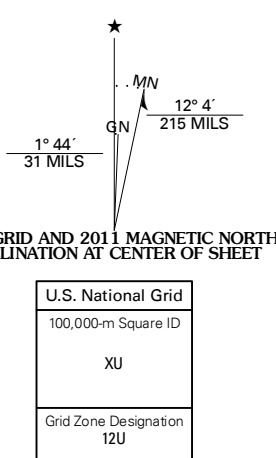 ★
MN
12° 4´
215 MILS
GN
1° 44´
31 MILS
GRID AND 2011 MAGNETIC NORTH
LINATION AT CENTER OF SHEET
U.S. National Grid
100,000-m Square ID
XU
Grid Zone Designation
12U